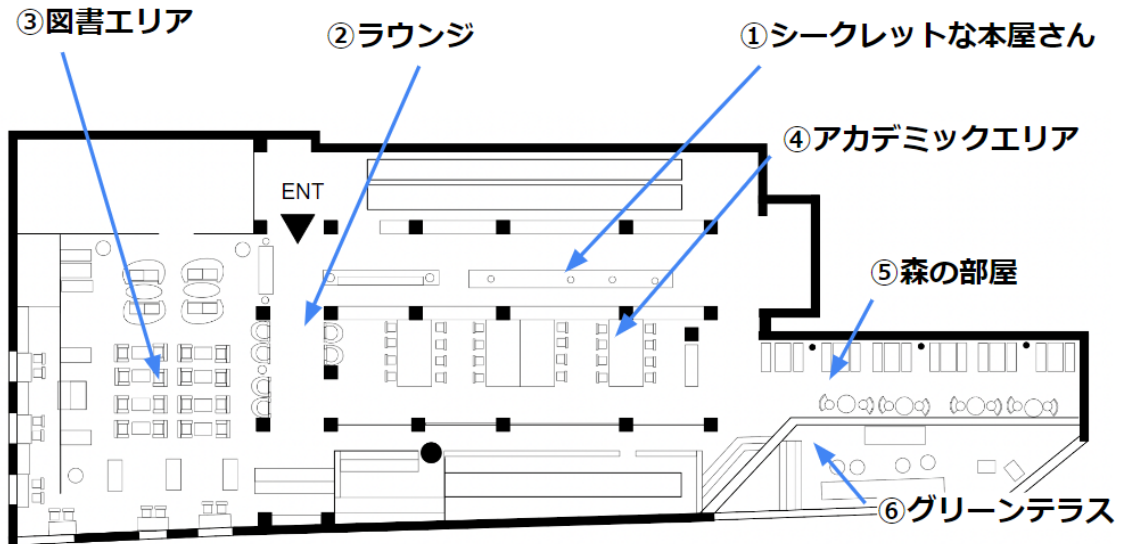 ③図書エリア
②ラウンジ
①シークレットな本屋さん
④アカデミックエリア
ENT
⑤森の部屋
⑥グリーンテラス